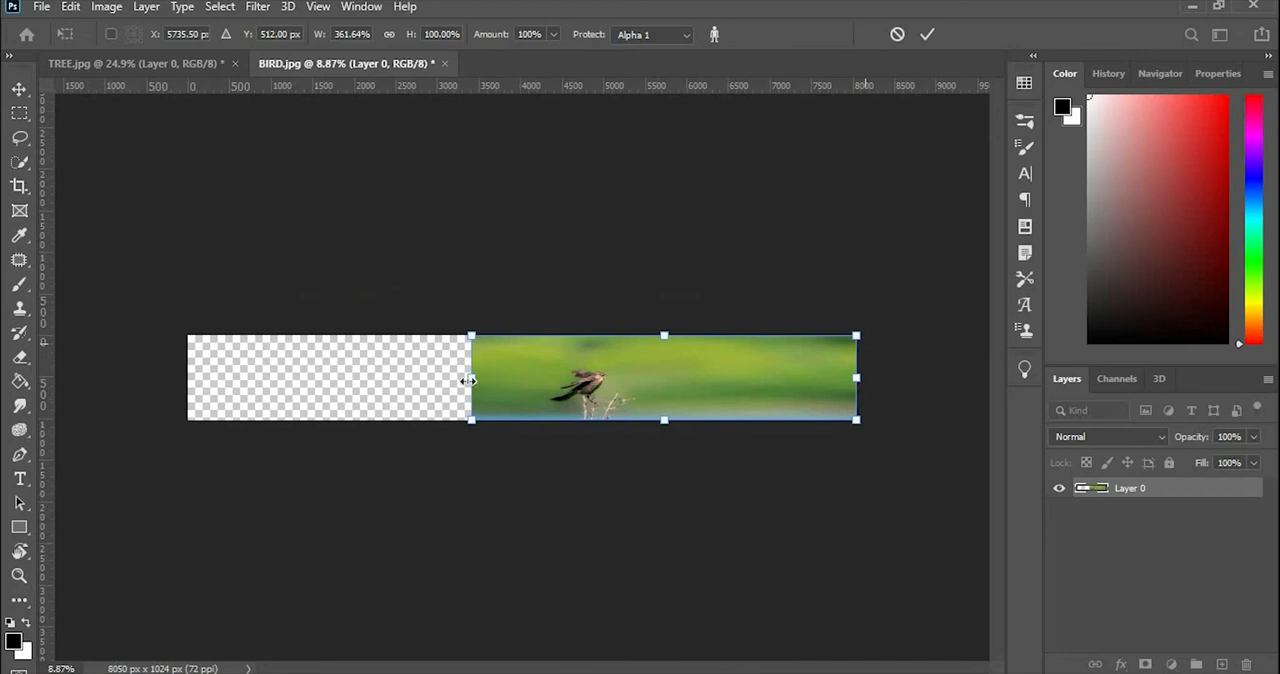 Ps File Edit Image Layer Type Select Filter 3D View Window Help
X: 5735.50 px Y: 512.00 px W: 361.64% H: 100.00% Amount: 100% Protect: Alpha 1
TREE.jpg @ 24.9% (Layer 0, RGB/8) * × BIRD.jpg @ 8.87% (Layer 0, RGB/8) * ×
1500 1000 500 0 500 1000 1500 2000 2500 3000 3500 4000 4500 5000 5500 6000 6500 7000 7500 8000 8500 9000
Color History Navigator Properties
Layers Channels 3D
Kind
Normal Opacity: 100%
Lock: Fill: 100%
Layer 0
8.87% 8050 px x 1024 px (72 ppi)